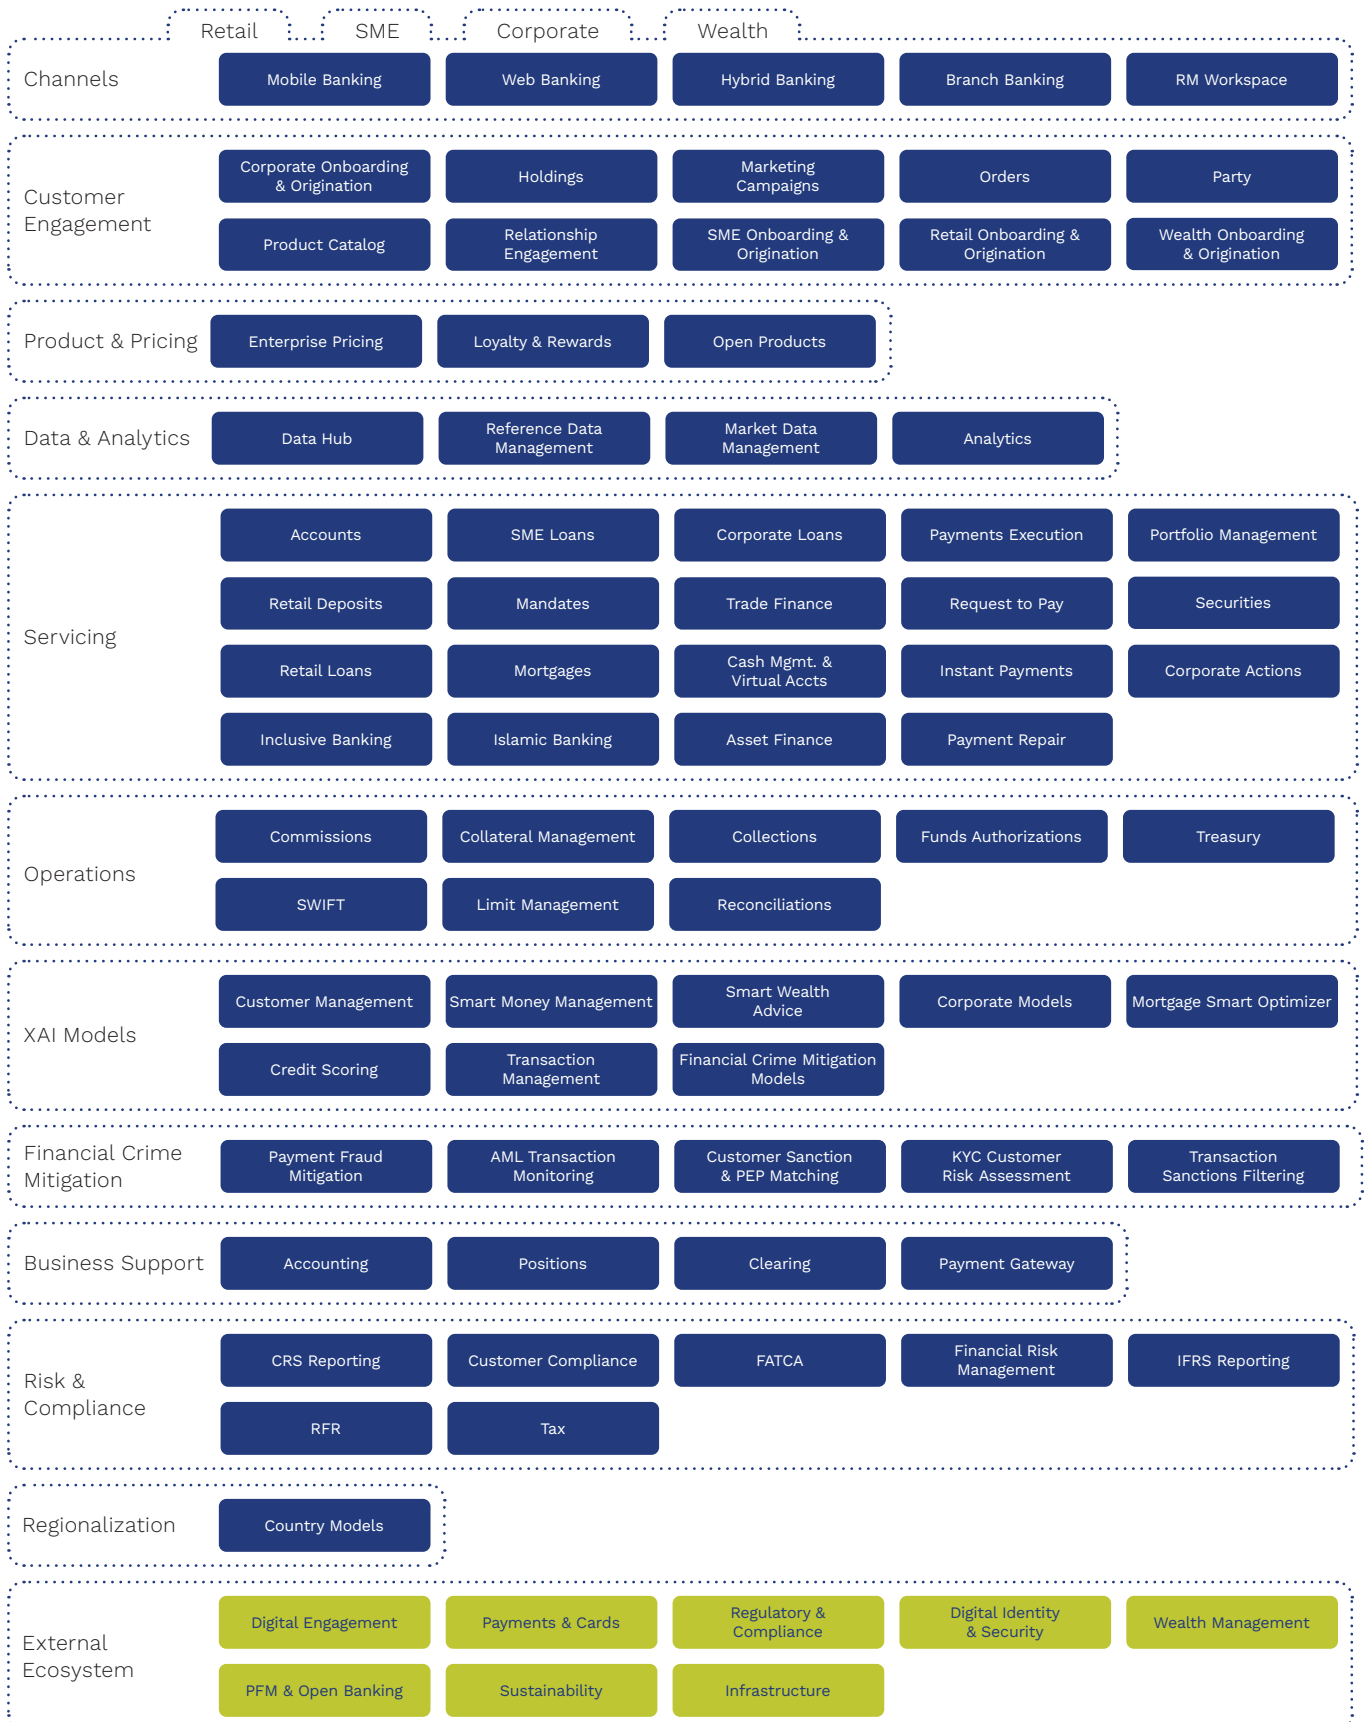 Retail
SME
Corporate
Wealth
Channels
Mobile Banking
Web Banking
Hybrid Banking
Branch Banking
RM Workspace
Customer
Engagement
Corporate Onboarding
& Origination
Holdings
Marketing
Campaigns
Orders
Party
Product Catalog
Relationship
Engagement
SME Onboarding &
Origination
Retail Onboarding &
Origination
Wealth Onboarding
& Origination
Product & Pricing
Enterprise Pricing
Loyalty & Rewards
Open Products
Data & Analytics
Data Hub
Reference Data
Management
Market Data
Management
Analytics
Servicing
Accounts
SME Loans
Corporate Loans
Payments Execution
Portfolio Management
Retail Deposits
Mandates
Trade Finance
Request to Pay
Securities
Retail Loans
Mortgages
Cash Mgmt. &
Virtual Accts
Instant Payments
Corporate Actions
Inclusive Banking
Islamic Banking
Asset Finance
Payment Repair
Operations
Commissions
Collateral Management
Collections
Funds Authorizations
Treasury
SWIFT
Limit Management
Reconciliations
XAI Models
Customer Management
Smart Money Management
Smart Wealth
Advice
Corporate Models
Mortgage Smart Optimizer
Credit Scoring
Transaction
Management
Financial Crime Mitigation
Models
Financial Crime
Mitigation
Payment Fraud
Mitigation
AML Transaction
Monitoring
Customer Sanction
& PEP Matching
KYC Customer
Risk Assessment
Transaction
Sanctions Filtering
Business Support
Accounting
Positions
Clearing
Payment Gateway
Risk &
Compliance
CRS Reporting
Customer Compliance
FATCA
Financial Risk
Management
IFRS Reporting
RFR
Tax
Regionalization
Country Models
External
Ecosystem
Digital Engagement
Payments & Cards
Regulatory &
Compliance
Digital Identity
& Security
Wealth Management
PFM & Open Banking
Sustainability
Infrastructure